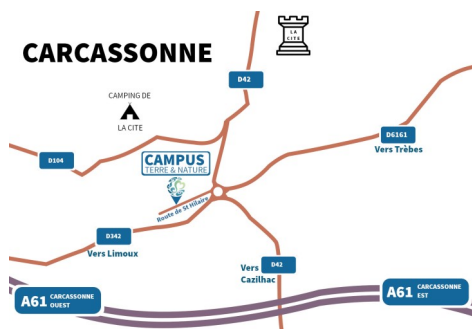 CARCASSONNE
LA
CITE
D42
CAMPING DE
LA CITE
D104
CAMPUS
TERRE & NATURE
D6161
Vers Trèbes
Route de St Hilaire
D342
Vers Limoux
Vers
Cazilhac
D42
A61 CARCASSONNE
OUEST
A61 CARCASSONNE
EST